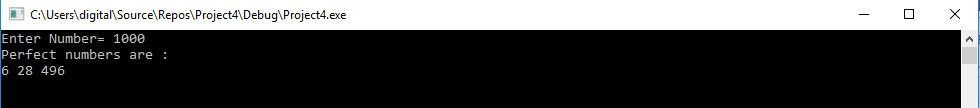 C:\Users\digital\Source\Repos\Project4\Debug\Project4.exe
Enter Number= 1000
Perfect numbers are :
6 28 496